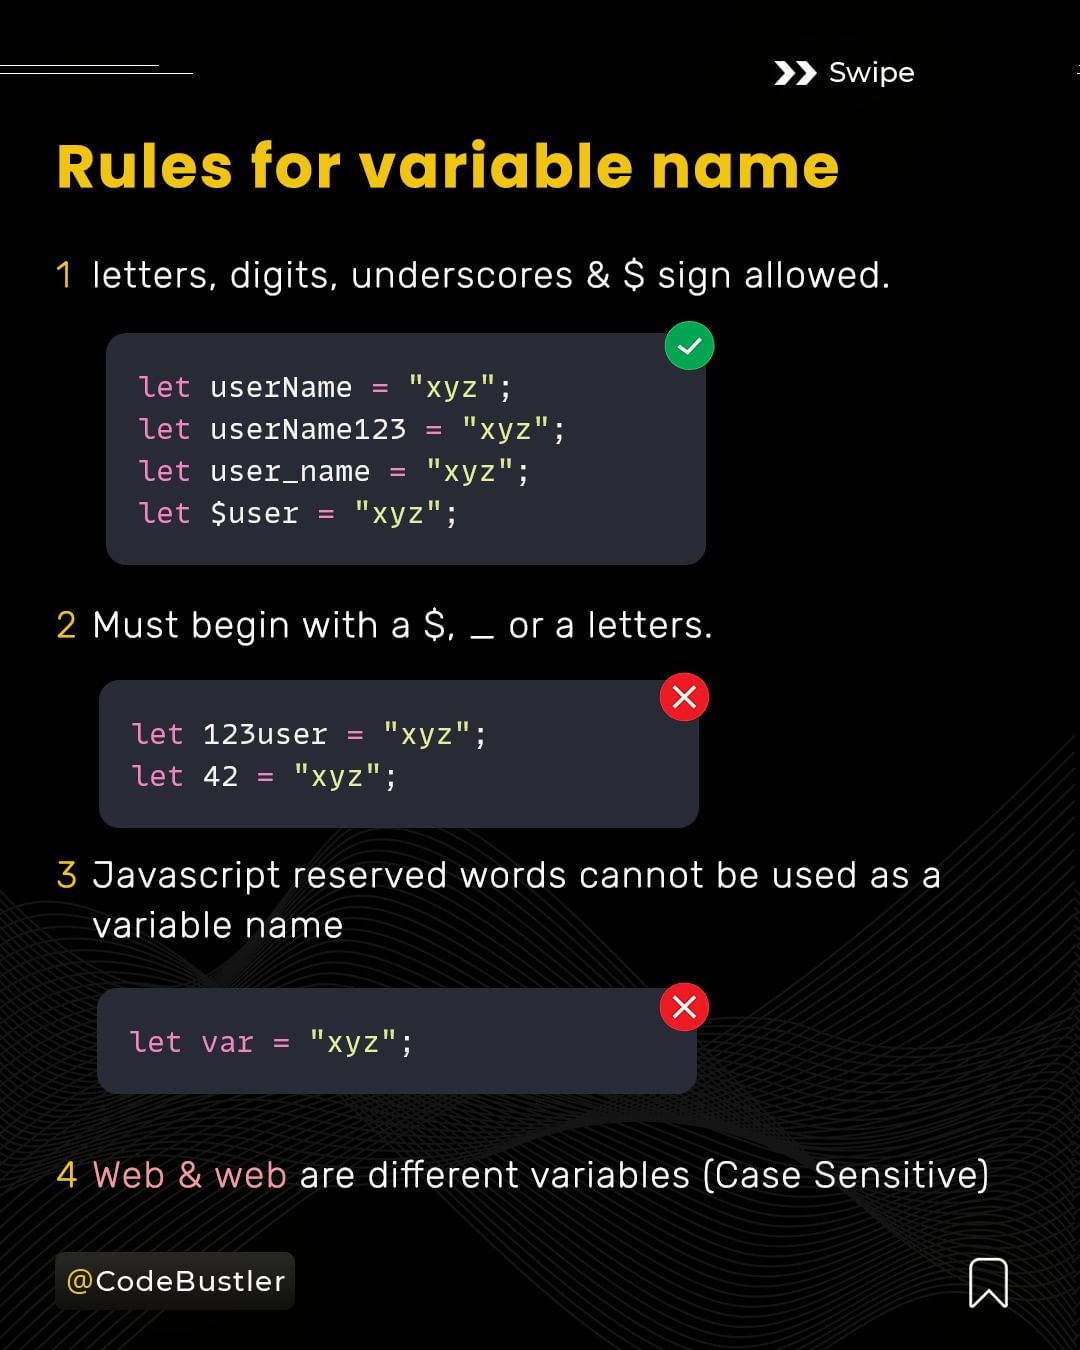 Swipe
Rules for variable name
1 letters, digits, underscores & $ sign allowed.
let userName = "xyz";
let userName123 = "xyz";
let user_name = "xyz";
let $user = "xyz";
2 Must begin with a $, _ or a letters.
let 123user = "xyz";
let 42 = "xyz";
3 Javascript reserved words cannot be used as a
variable name
let var = "xyz";
4 Web & web are different variables (Case Sensitive)
@CodeBustler